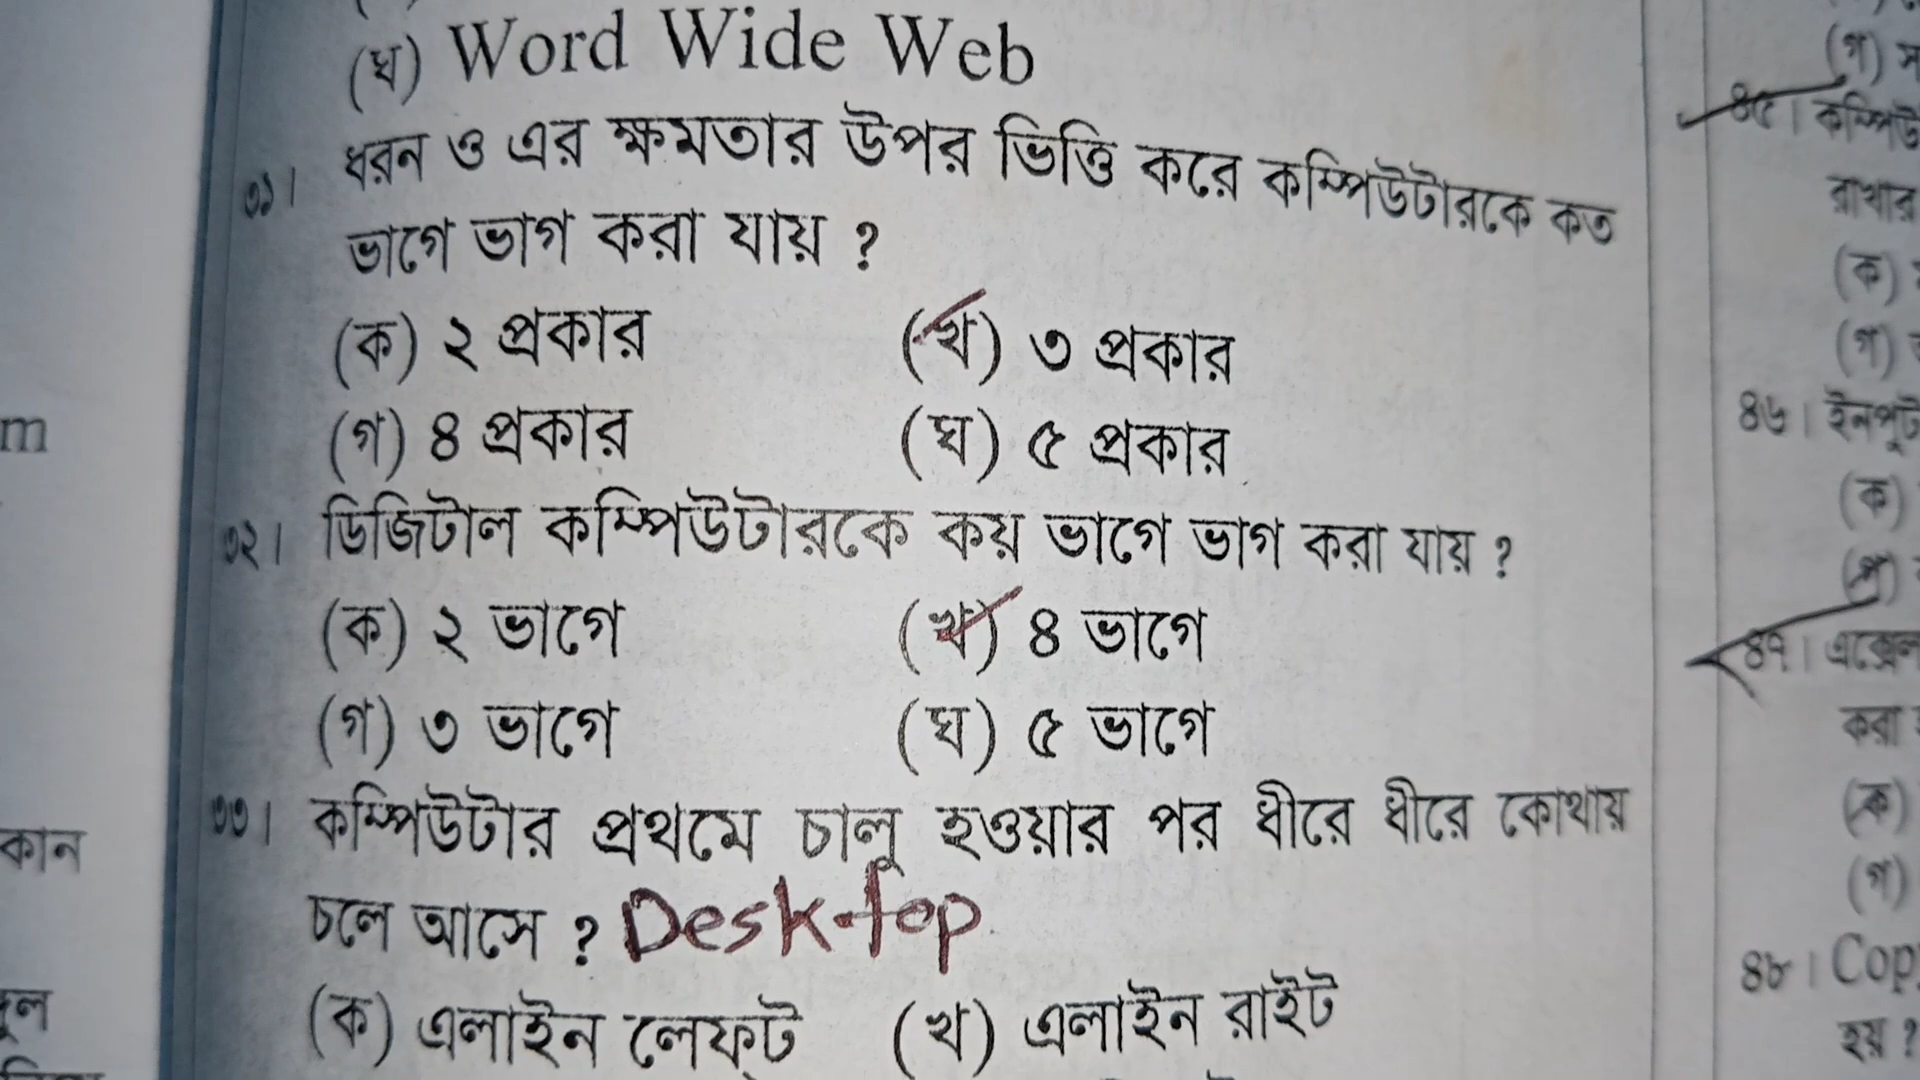 (ঘ) Word Wide Web
৩১। ধরন ও এর ক্ষমতার উপর ভিত্তি করে কম্পিউটারকে কত
ভাগে ভাগ করা যায় ?
(ক) ২ প্রকার (খ) ৩ প্রকার
(গ) ৪ প্রকার (ঘ) ৫ প্রকার
৩২। ডিজিটাল কম্পিউটারকে কয় ভাগে ভাগ করা যায় ?
(ক) ২ ভাগে (খ) ৪ ভাগে
(গ) ৩ ভাগে (ঘ) ৫ ভাগে
৩৩। কম্পিউটার প্রথমে চালু হওয়ার পর ধীরে ধীরে কোথায়
চলে আসে ? Desktop
(ক) এলাইন লেফ্ট (খ) এলাইন রাইট
m
কান
(গ)
৪৫। কম্পিউ
রাখার
(ক)
(গ)
৪৬। ইনপুট
(ক)
(গ)
৪৭। এক্সেল
করা
(ক)
(গ)
৪৮। Cop
হয় ?